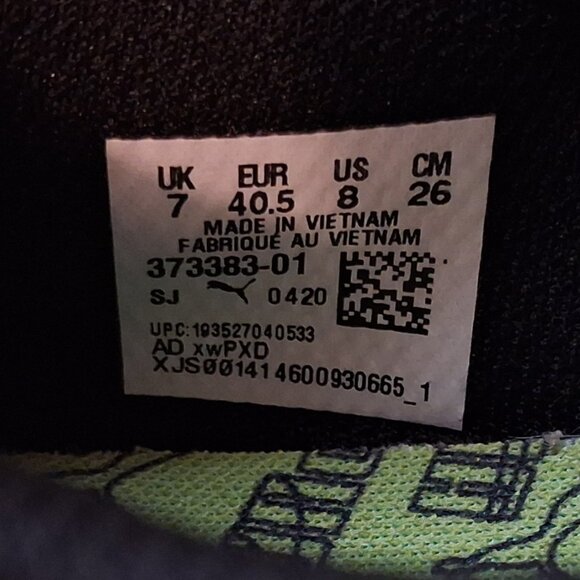 UK EUR US CM
7 40.5 8 26
MADE IN VIETNAM
FABRIQUÉ AU VIETNAM
373383-01
SJ 0420
UPC:193527040533
AD xwPXD
XJS001414600930665_1